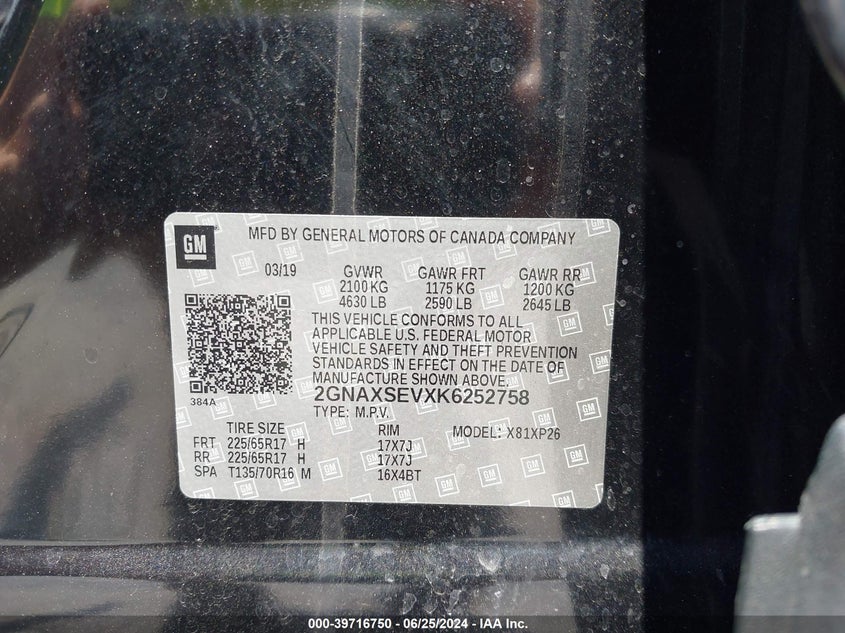 GM
MFD BY GENERAL MOTORS OF CANADA COMPANY
03/19 GVWR GAWR FRT GAWR RR
2100 KG 1175 KG 1200 KG
4630 LB 2590 LB 2645 LB
THIS VEHICLE CONFORMS TO ALL
APPLICABLE U.S. FEDERAL MOTOR
VEHICLE SAFETY AND THEFT PREVENTION
STANDARDS IN EFFECT ON THE DATE OF
MANUFACTURE SHOWN ABOVE.
384A
2GNAXSEVXK6252758
TYPE: M.P.V.
TIRE SIZE RIM MODEL: X81XP26
FRT 225/65R17 H 17X7J
RR 225/65R17 H 17X7J
SPA T135/70R16 M 16X4BT
000-39716750 - 06/25/2024 - IAA Inc.